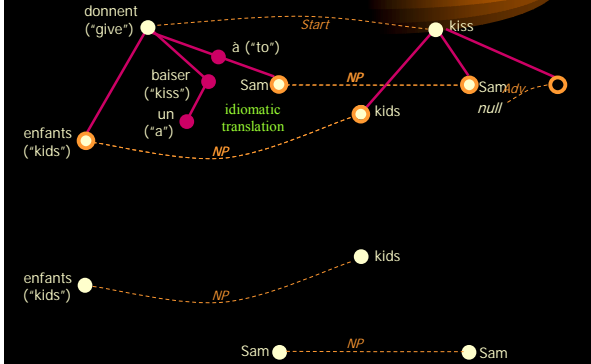 donnent
(“give”)
Start
kiss
à (“to”)
baiser
(“kiss”)
Sam
NP
Sam
Adv
null
un
(“a”)
idiomatic
translation
kids
enfants
(“kids”)
NP
kids
enfants
(“kids”)
NP
Sam
NP
Sam